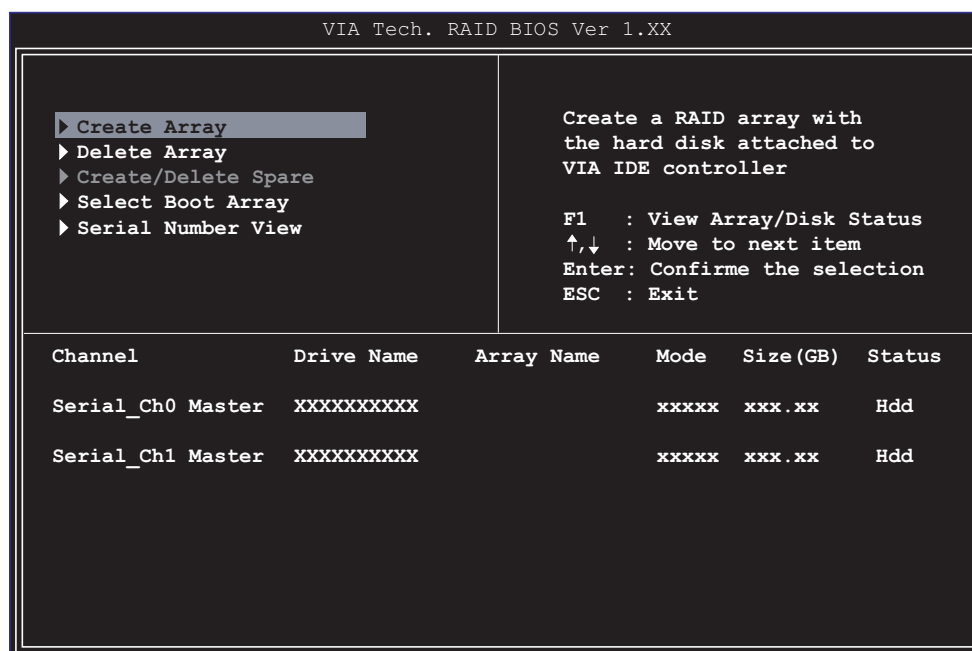 VIA Tech. RAID BIOS Ver 1.XX
Create Array
Delete Array
Create/Delete Spare
Select Boot Array
Serial Number View
Create a RAID array with
the hard disk attached to
VIA IDE controller
F1 : View Array/Disk Status
↑,↓ : Move to next item
Enter: Confirme the selection
ESC : Exit
Channel Drive Name Array Name Mode Size(GB) Status
Serial_Ch0 Master XXXXXXXXXX xxxxx xxx.xx Hdd
Serial_Ch1 Master XXXXXXXXXX xxxxx xxx.xx Hdd